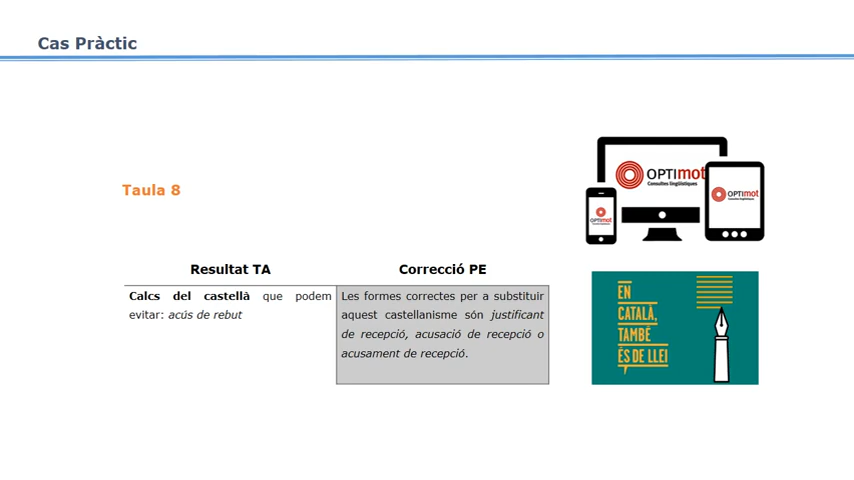 Cas Pràctic
Taula 8
Resultat TA
Correcció PE
Calcs del castellà que podem
evitar: acús de rebut
Les formes correctes per a substituir
aquest castellanisme són justificant
de recepció, acusació de recepció o
acusament de recepció.
OPTImot
Consultes lingüístiques
OPTImot
Consultes lingüístiques
OPTImot
EN
CATALÀ,
TAMBÉ
ÉS DE LLEI